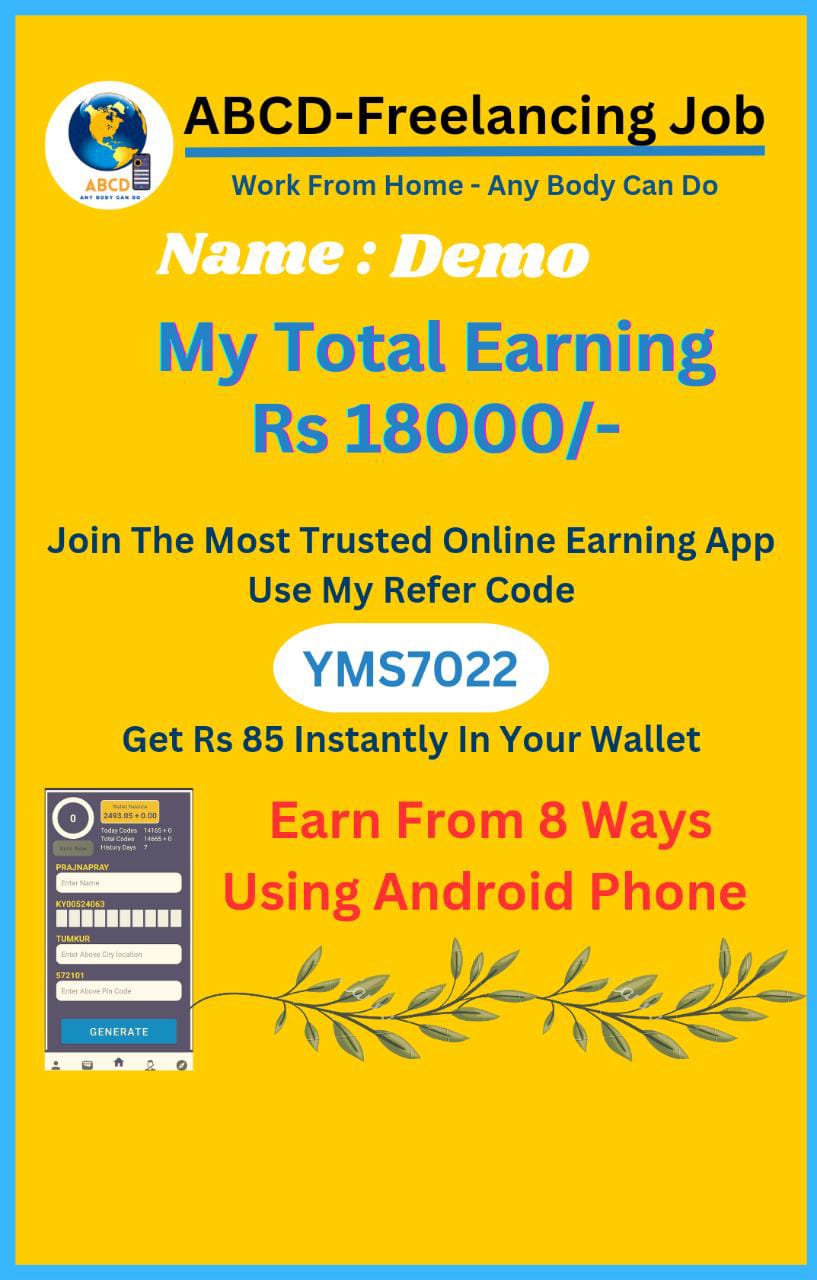 ABCD-Freelancing Job
ABCD
ANY BODY CAN DO
Work From Home - Any Body Can Do
Name : Demo
My Total Earning
Rs 18000/-
Join The Most Trusted Online Earning App
Use My Refer Code
YMS7022
Get Rs 85 Instantly In Your Wallet
0
Wallet Balance
2493.05 + 0.00
Today Codes 14165 + 0
Total Codes 14865 + 0
History Days 7
Sync Now
PRAJNAPRAY
Enter Name
KY00524063
TUMKUR
Enter Above City location
572101
Enter Above Pin Code
GENERATE
Earn From 8 Ways
Using Android Phone